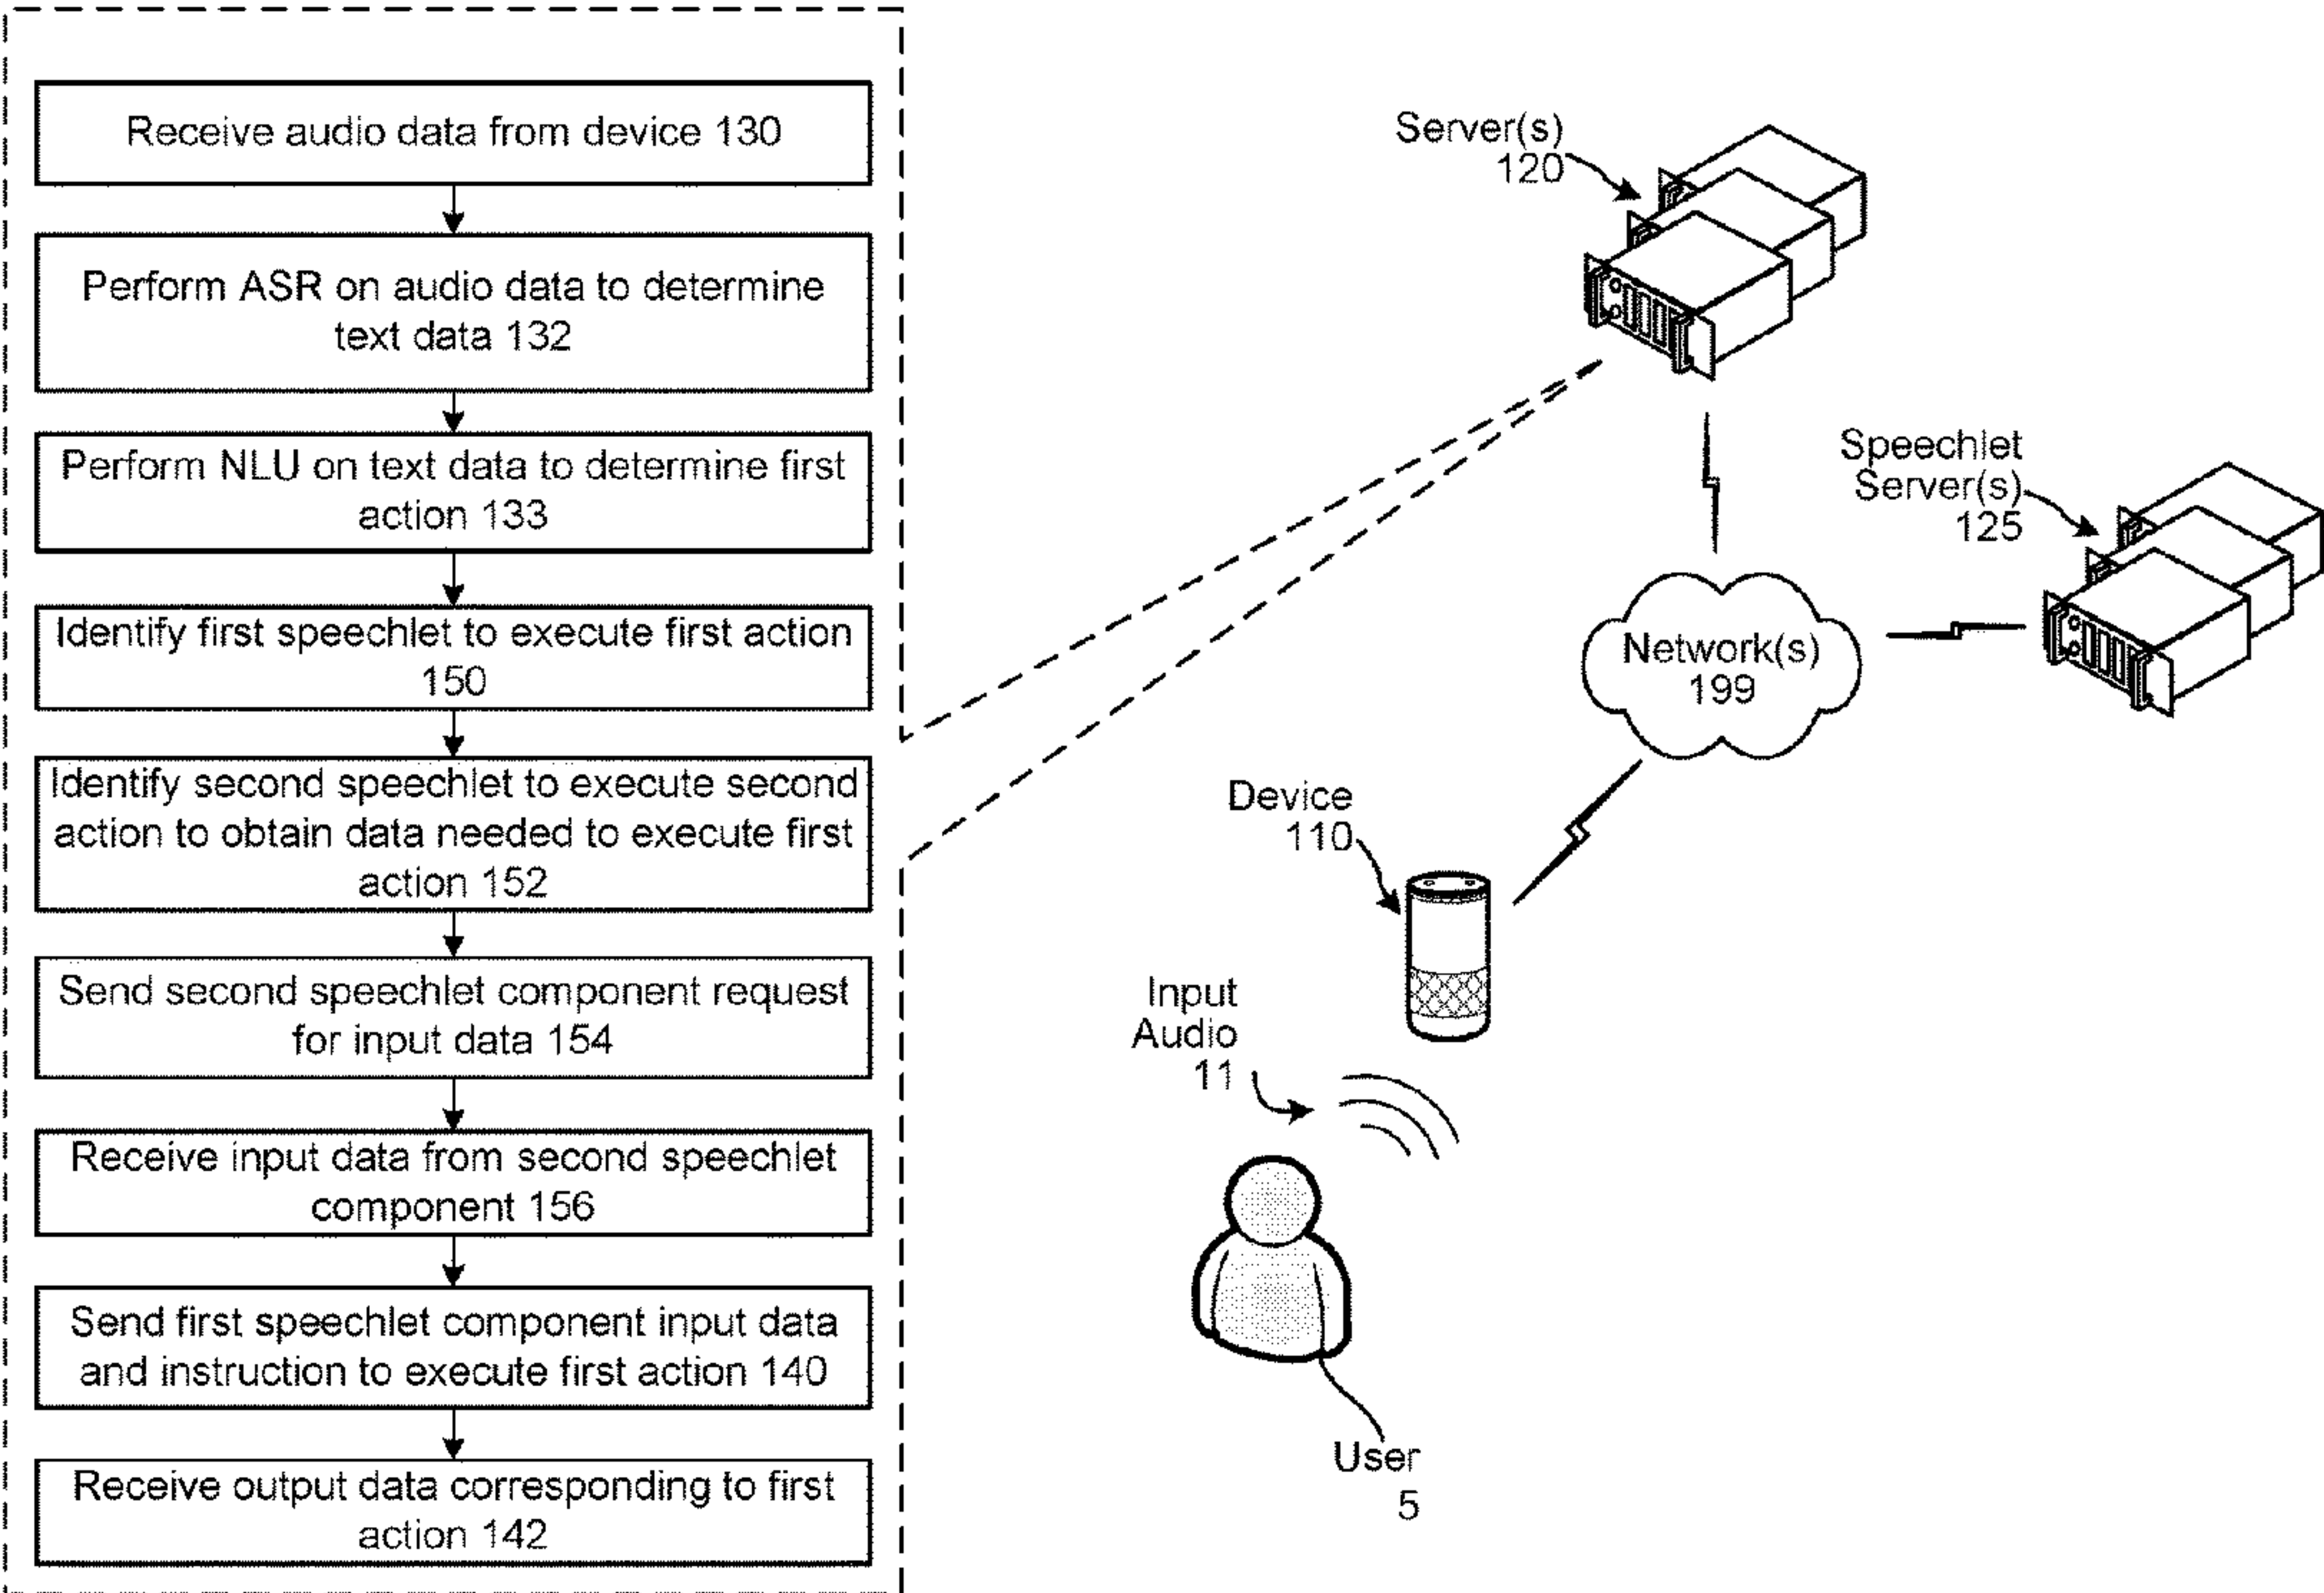 Receive audio data from device 130
Perform ASR on audio data to determine
text data 132
Perform NLU on text data to determine first
action 133
Identify first speechlet to execute first action
150
Identify second speechlet to execute second
action to obtain data needed to execute first
action 152
Send second speechlet component request
for input data 154
Receive input data from second speechlet
component 156
Send first speechlet component input data
and instruction to execute first action 140
Receive output data corresponding to first
action 142
Server(s)
120
Speechlet
Server(s)
125
Network(s)
199
Device
110
Input
Audio
11
User
5